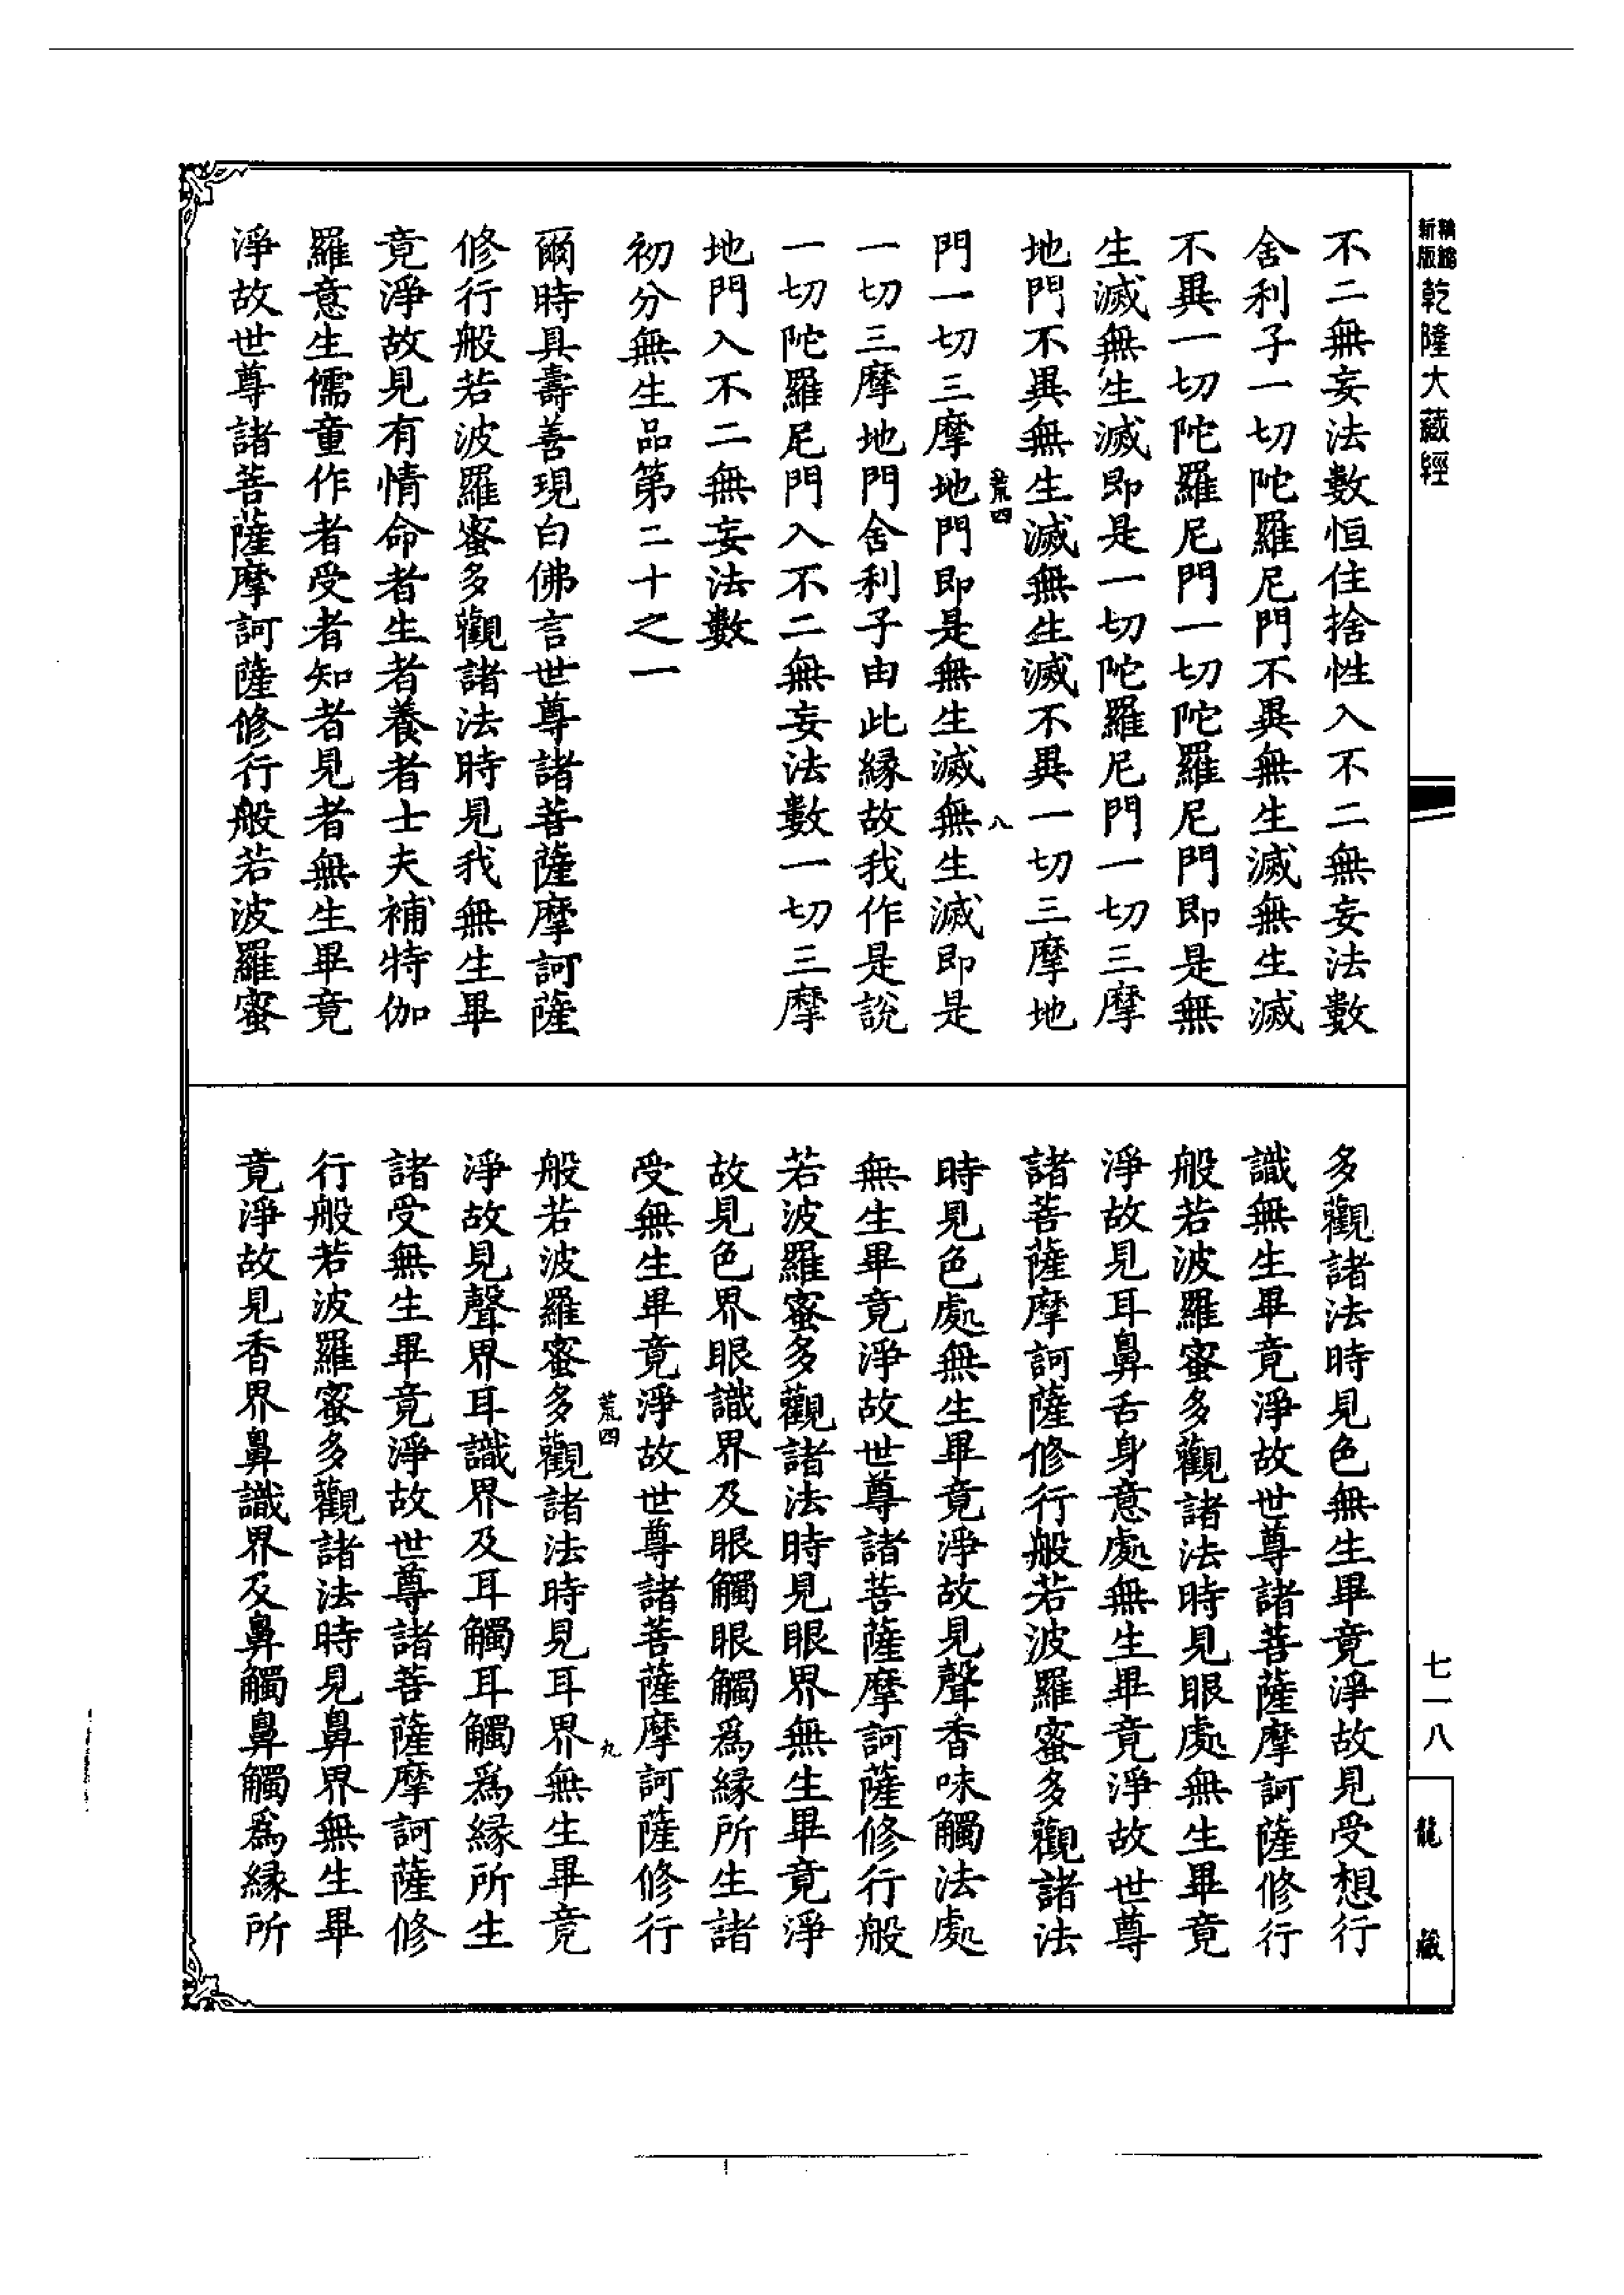 精縮
新版
乾隆大藏經
七一八
龍藏
不二無妄法數恒住捨性入不二無妄法數
舍利子一切陀羅尼門不異無生滅無生滅
不異一切陀羅尼門一切陀羅尼門即是無
生滅無生滅即是一切陀羅尼門一切三摩
地門不異無生滅無生滅不異一切三摩地
荒四
八
門一切三摩地門即是無生滅無生滅即是
一切三摩地門舍利子由此緣故我作是說
一切陀羅尼門入不二無妄法數一切三摩
地門入不二無妄法數
初分無生品第二十之一
爾時具壽善現白佛言世尊諸菩薩摩訶薩
修行般若波羅蜜多觀諸法時見我無生畢
竟淨故見有情命者生者養者士夫補特伽
羅意生儒童作者受者知者見者無生畢竟
淨故世尊諸菩薩摩訶薩修行般若波羅蜜
多觀諸法時見色無生畢竟淨故見受想行
識無生畢竟淨故世尊諸菩薩摩訶薩修行
般若波羅蜜多觀諸法時見眼處無生畢竟
淨故見耳鼻舌身意處無生畢竟淨故世尊
諸菩薩摩訶薩修行般若波羅蜜多觀諸法
時見色處無生畢竟淨故見聲香味觸法處
無生畢竟淨故世尊諸菩薩摩訶薩修行般
若波羅蜜多觀諸法時見眼界無生畢竟淨
故見色界眼識界及眼觸眼觸爲緣所生諸
受無生畢竟淨故世尊諸菩薩摩訶薩修行
荒四
九
般若波羅蜜多觀諸法時見耳界無生畢竟
淨故見聲界耳識界及耳觸耳觸爲緣所生
諸受無生畢竟淨故世尊諸菩薩摩訶薩修
行般若波羅蜜多觀諸法時見鼻界無生畢
竟淨故見香界鼻識界及鼻觸鼻觸爲緣所